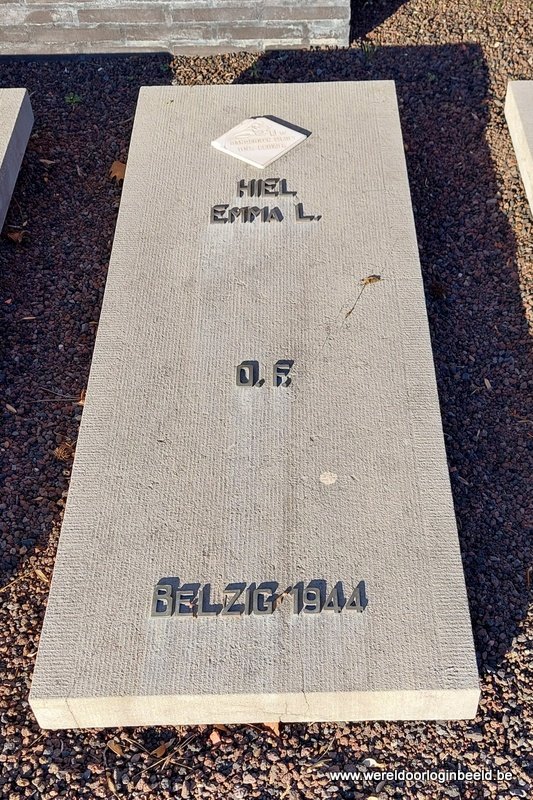 HIEL
EMMA L.
O. F.
BELZIG 1944
www.wereldoorloginbeeld.be